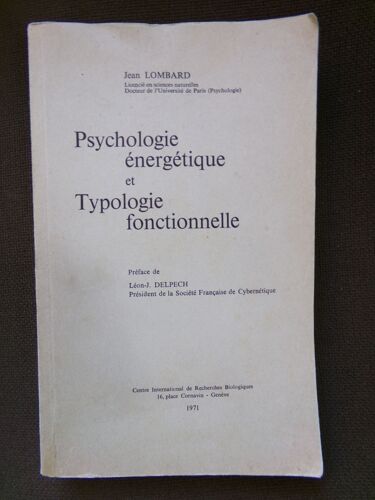 Jean LOMBARD
Licencié en sciences naturelles
Docteur de l'Université de Paris (Psychologie)
Psychologie
énergétique
et
Typologie
fonctionnelle
Préface de
Léon-J. DELPECH
Président de la Société Française de Cybernétique
Centre International de Recherches Biologiques
16, place Cornavin - Genève
1971